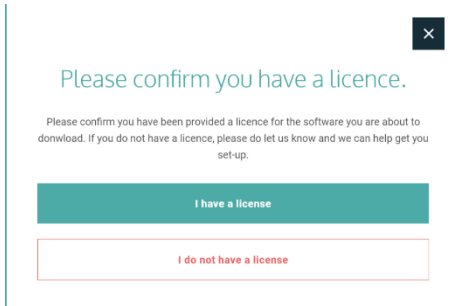 Please confirm you have a licence.
Please confirm you have been provided a licence for the software you are about to
donwload. If you do not have a licence, please do let us know and we can help get you
set-up.
I have a license
I do not have a license